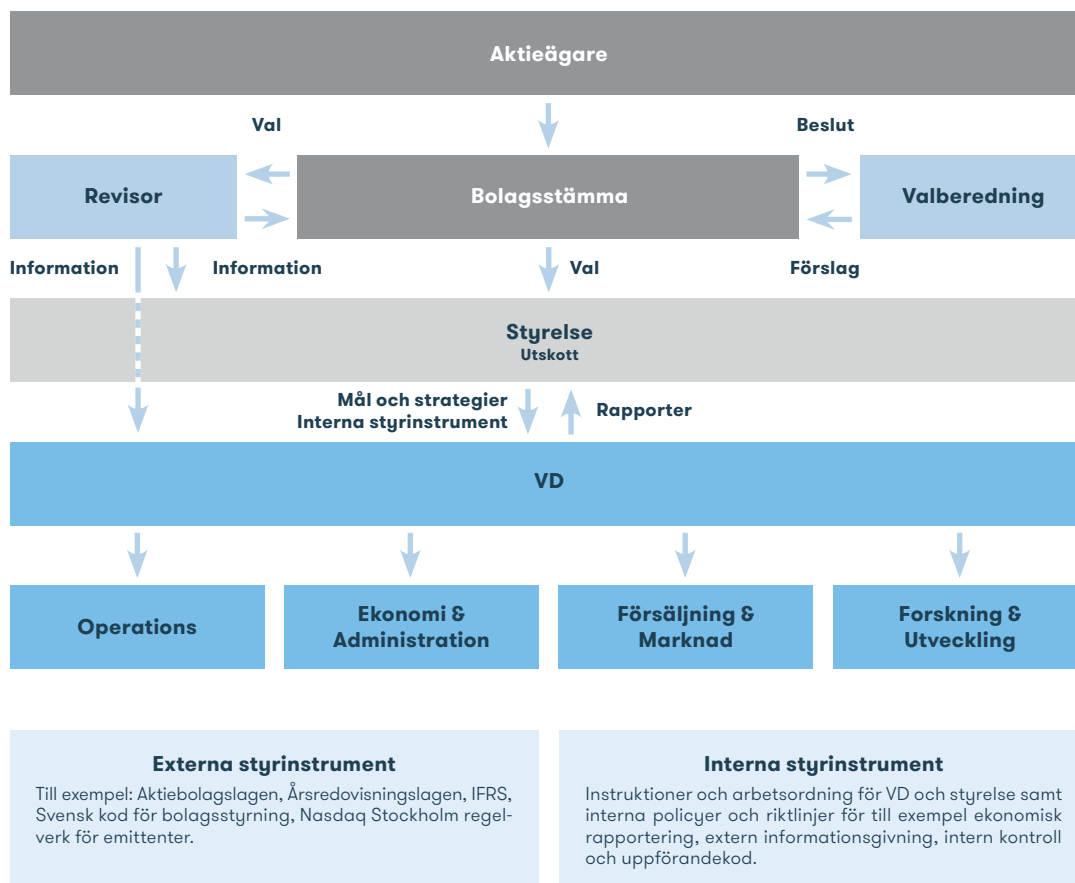 Aktieägare
Val
Beslut
Revisor
Bolagsstämma
Valberedning
Information
Information
Val
Förslag
Styrelse
Utskott
Mål och strategier
Interna styrinstrument
Rapporter
VD
Operations
Ekonomi &
Administration
Försäljning &
Marknad
Forskning &
Utveckling
Externa styrinstrument
Till exempel: Aktiebolagslagen, Årsredovisningslagen, IFRS,
Svensk kod för bolagsstyrning, Nasdaq Stockholm regel-
verk för emittenter.
Interna styrinstrument
Instruktioner och arbetsordning för VD och styrelse samt
interna policyer och riktlinjer för till exempel ekonomisk
rapportering, extern informationsgivning, intern kontroll
och uppförandekod.